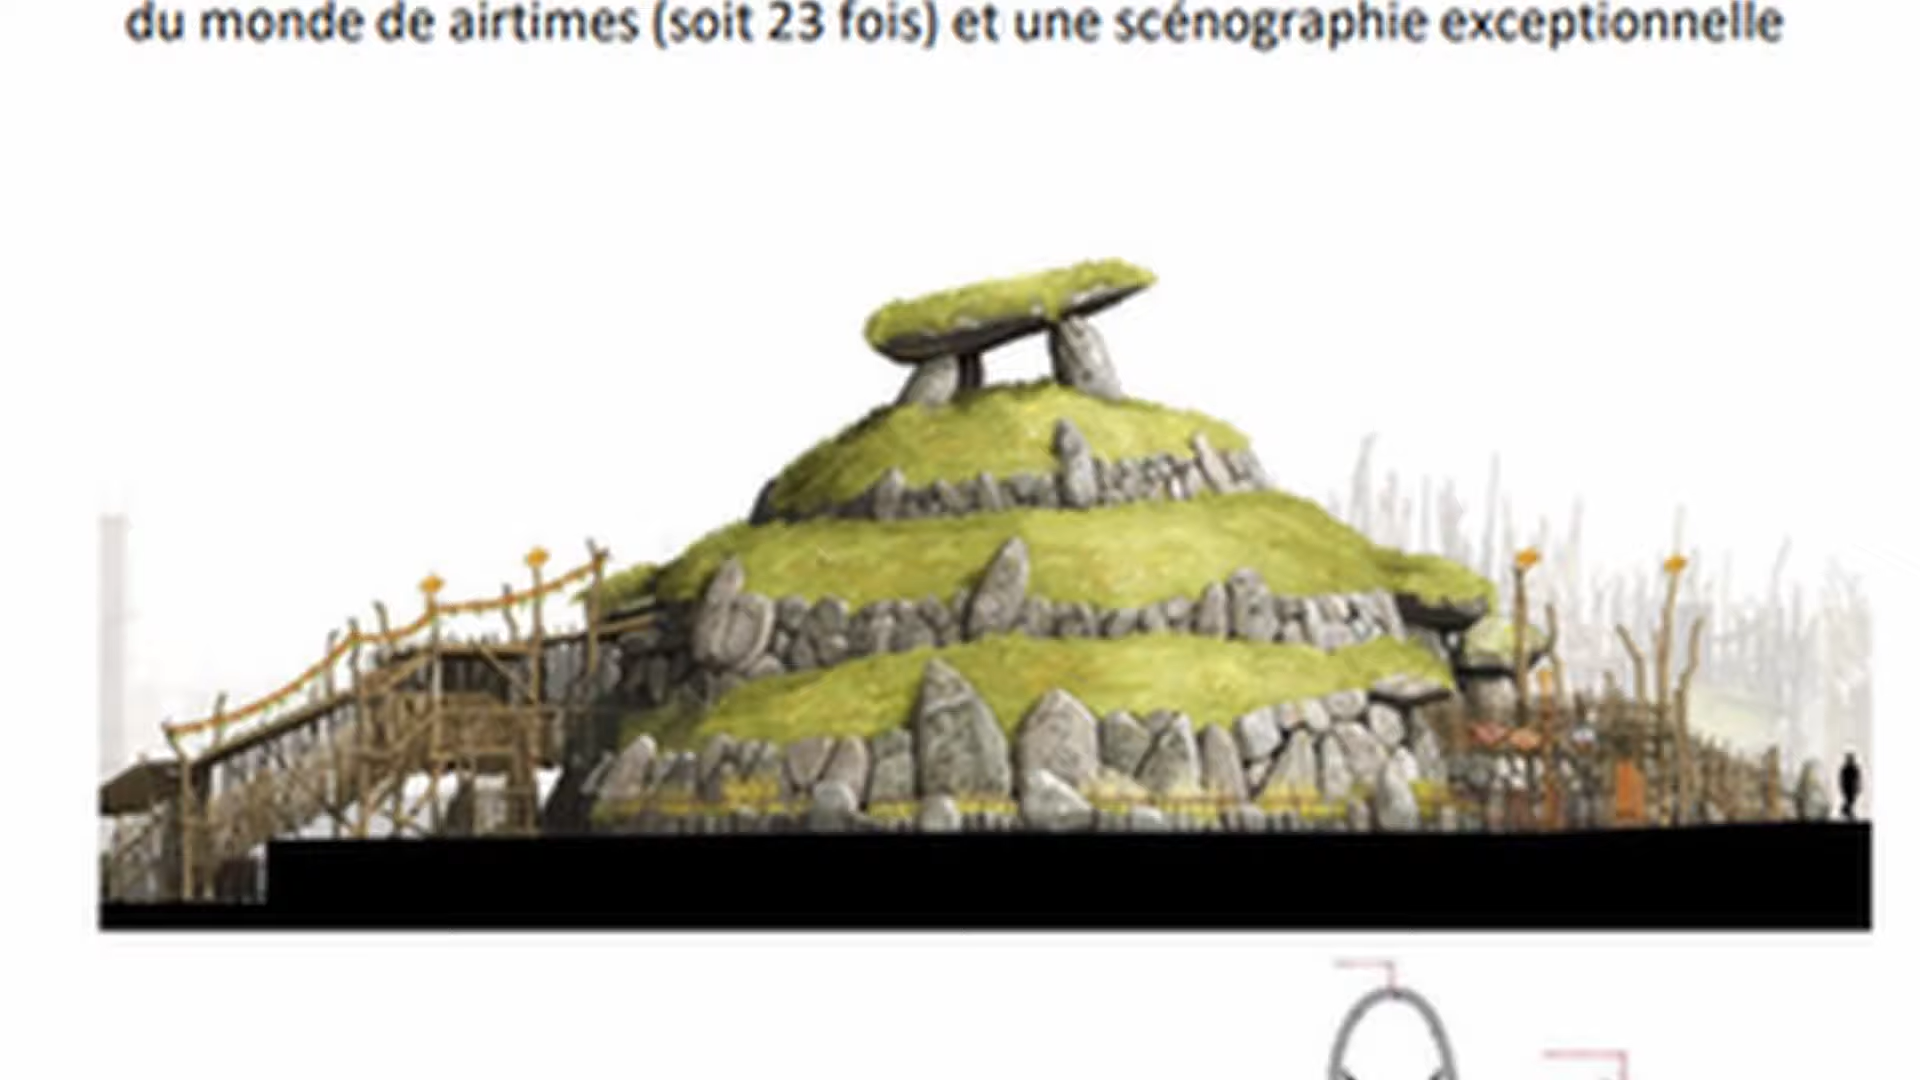 du monde de airtimes (soit 23 fois) et une scénographie exceptionnelle